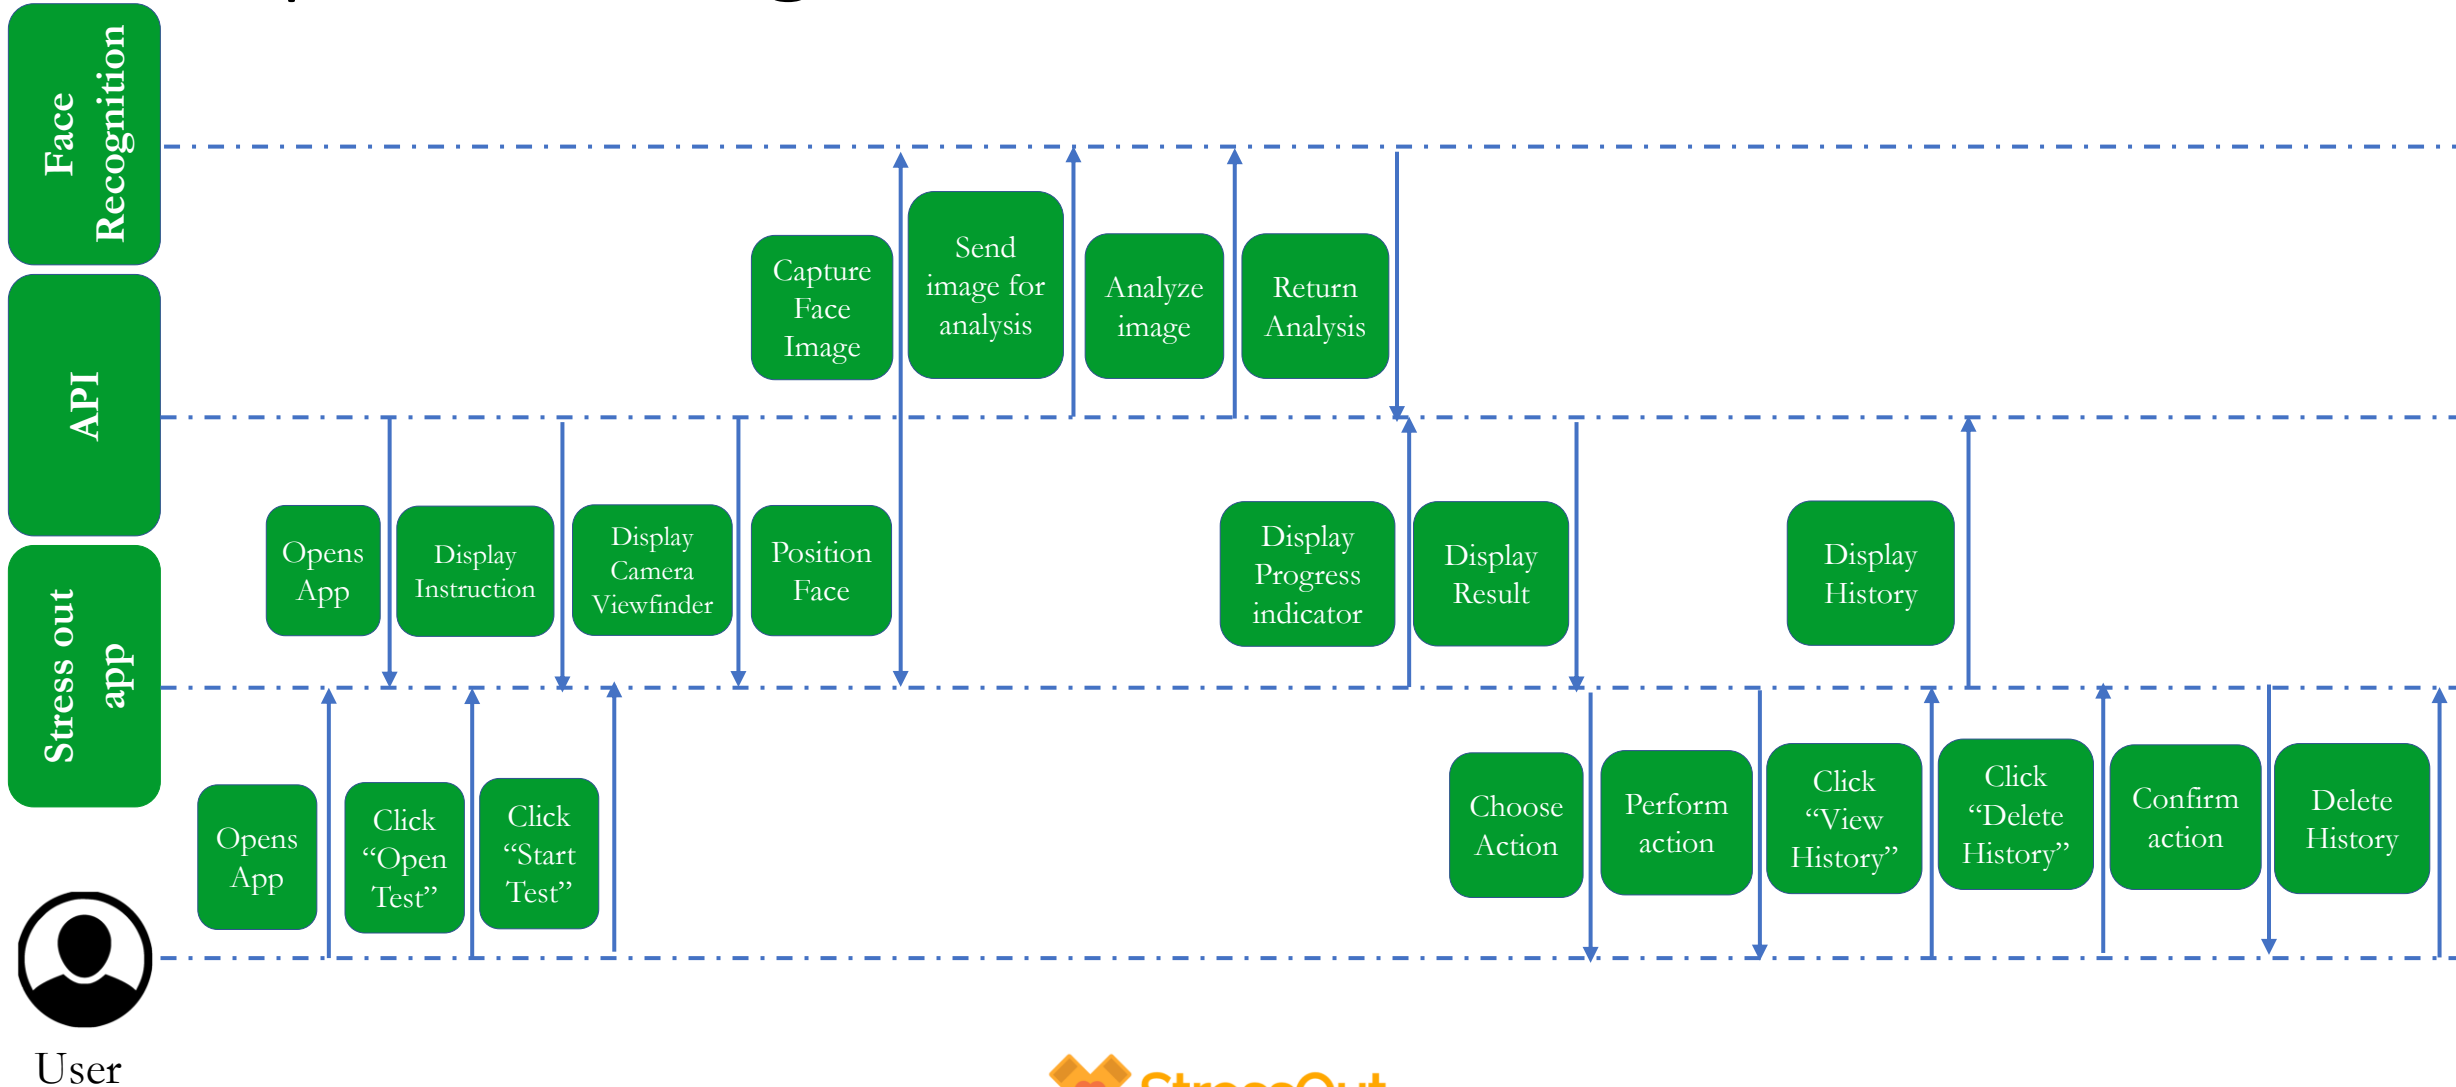 Face
Recognition
Capture
Face
Image
Send
image for
analysis
Analyze
image
Return
Analysis
API
Opens
App
Display
Instruction
Display
Camera
Viewfinder
Position
Face
Display
Progress
indicator
Display
Result
Display
History
Stress out
app
Opens
App
Click
“Open
Test”
Click
“Start
Test”
Choose
Action
Perform
action
Click
“View
History”
Click
“Delete
History”
Confirm
action
Delete
History
User
StressOut